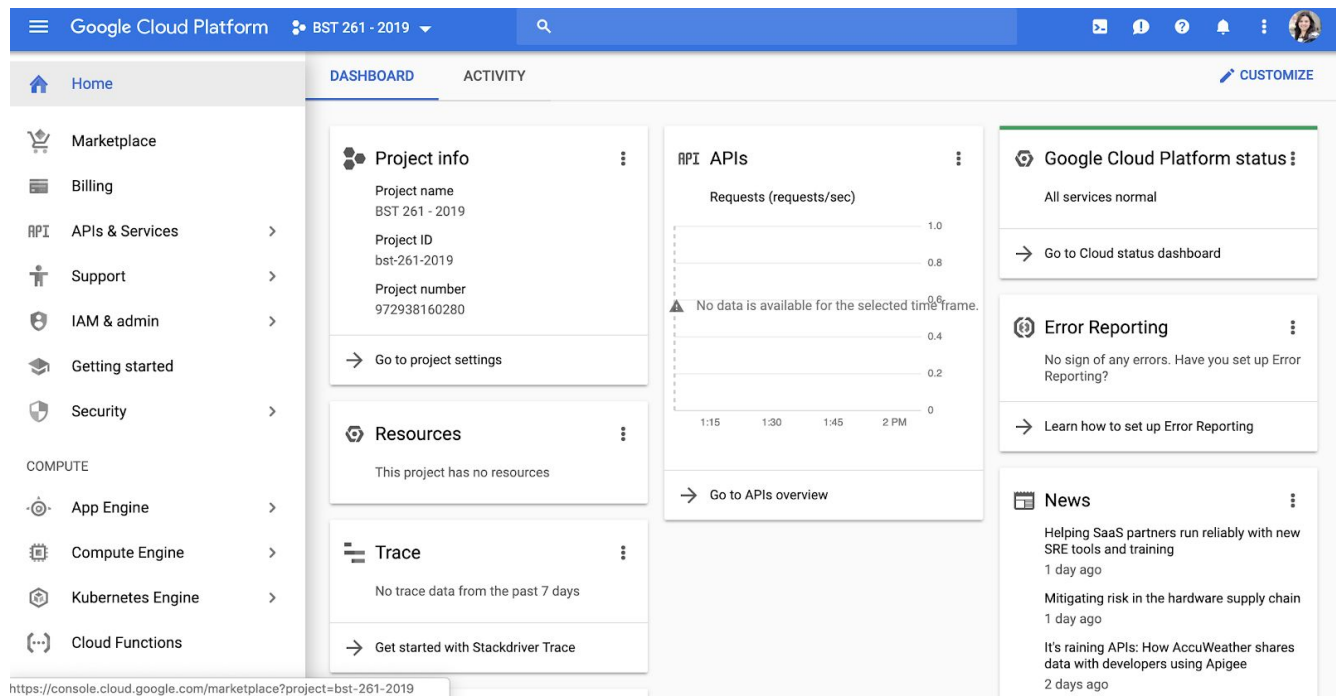 Google Cloud Platform
BST 261 - 2019
Home
Marketplace
Billing
API
APIs & Services
Support
IAM & admin
Getting started
Security
COMPUTE
App Engine
Compute Engine
Kubernetes Engine
Cloud Functions
https://console.cloud.google.com/marketplace?project=bst-261-2019
DASHBOARD
ACTIVITY
CUSTOMIZE
Project info
Project name
BST 261 - 2019
Project ID
bst-261-2019
Project number
972938160280
Go to project settings
Resources
This project has no resources
Trace
No trace data from the past 7 days
Get started with Stackdriver Trace
API APIs
Requests (requests/sec)
1.0
0.8
No data is available for the selected time frame.
0.6
0.4
0.2
0
1:15 1:30 1:45 2 PM
Go to APIs overview
Google Cloud Platform status
All services normal
Go to Cloud status dashboard
Error Reporting
No sign of any errors. Have you set up Error
Reporting?
Learn how to set up Error Reporting
News
Helping SaaS partners run reliably with new
SRE tools and training
1 day ago
Mitigating risk in the hardware supply chain
1 day ago
It's raining APIs: How AccuWeather shares
data with developers using Apigee
2 days ago